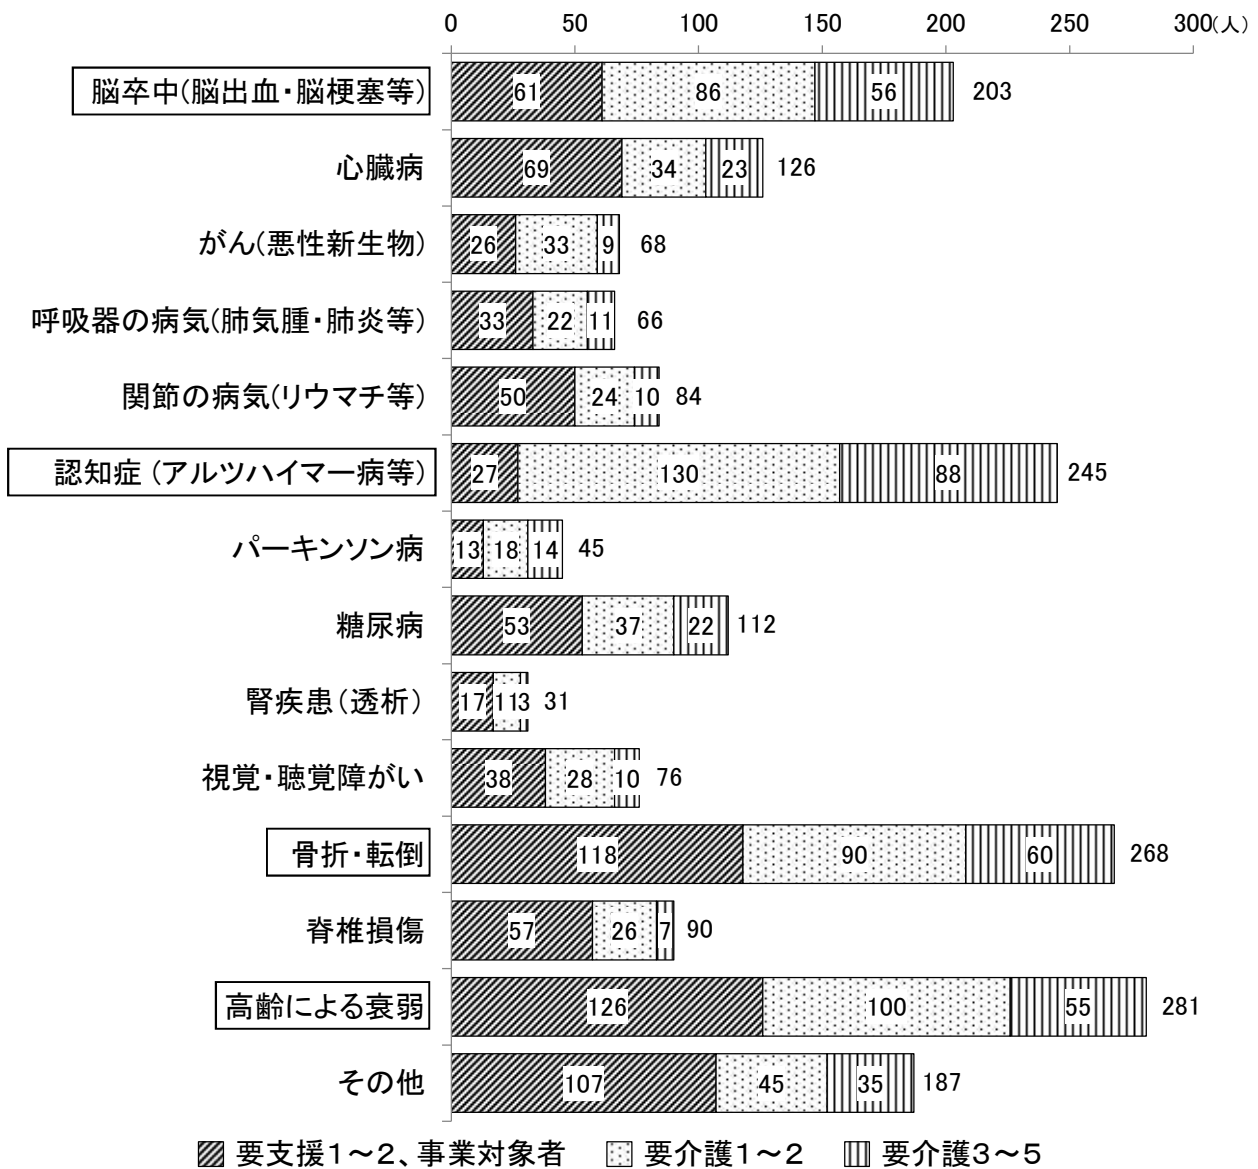 0 50 100 150 200 250 300(人)
脳卒中(脳出血・脳梗塞等) 61 86 56 203
心臓病 69 34 23 126
がん(悪性新生物) 26 33 9 68
呼吸器の病気(肺気腫・肺炎等) 33 22 11 66
関節の病気(リウマチ等) 50 24 10 84
認知症(アルツハイマー病等) 27 130 88 245
パーキンソン病 13 18 14 45
糖尿病 53 37 22 112
腎疾患(透析) 17 11 3 31
視覚・聴覚障がい 38 28 10 76
骨折・転倒 118 90 60 268
脊椎損傷 57 26 7 90
高齢による衰弱 126 100 55 281
その他 107 45 35 187
要支援1～2、事業対象者 要介護1～2 要介護3～5